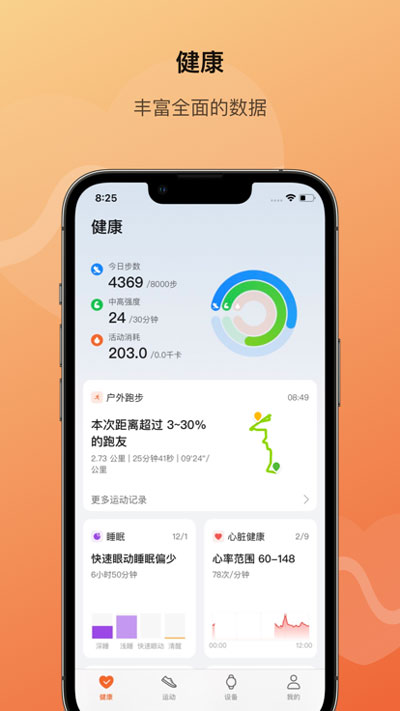 健康
丰富全面的数据
8:25
健康
今日步数
4369 /8000步
中高强度
24 /30分钟
活动消耗
203.0 /0.0千卡
户外跑步 08:49
本次距离超过 3~30%
的跑友
2.73 公里 | 25分钟41秒 | 09'24"/
公里
更多运动记录
睡眠 12/1
快速眼动睡眠偏少
6小时50分钟
深睡 浅睡 快速眼动 清醒
心脏健康 2/9
心率范围 60-148
78次/分钟
00:00 12:00
健康 运动 设备 我的